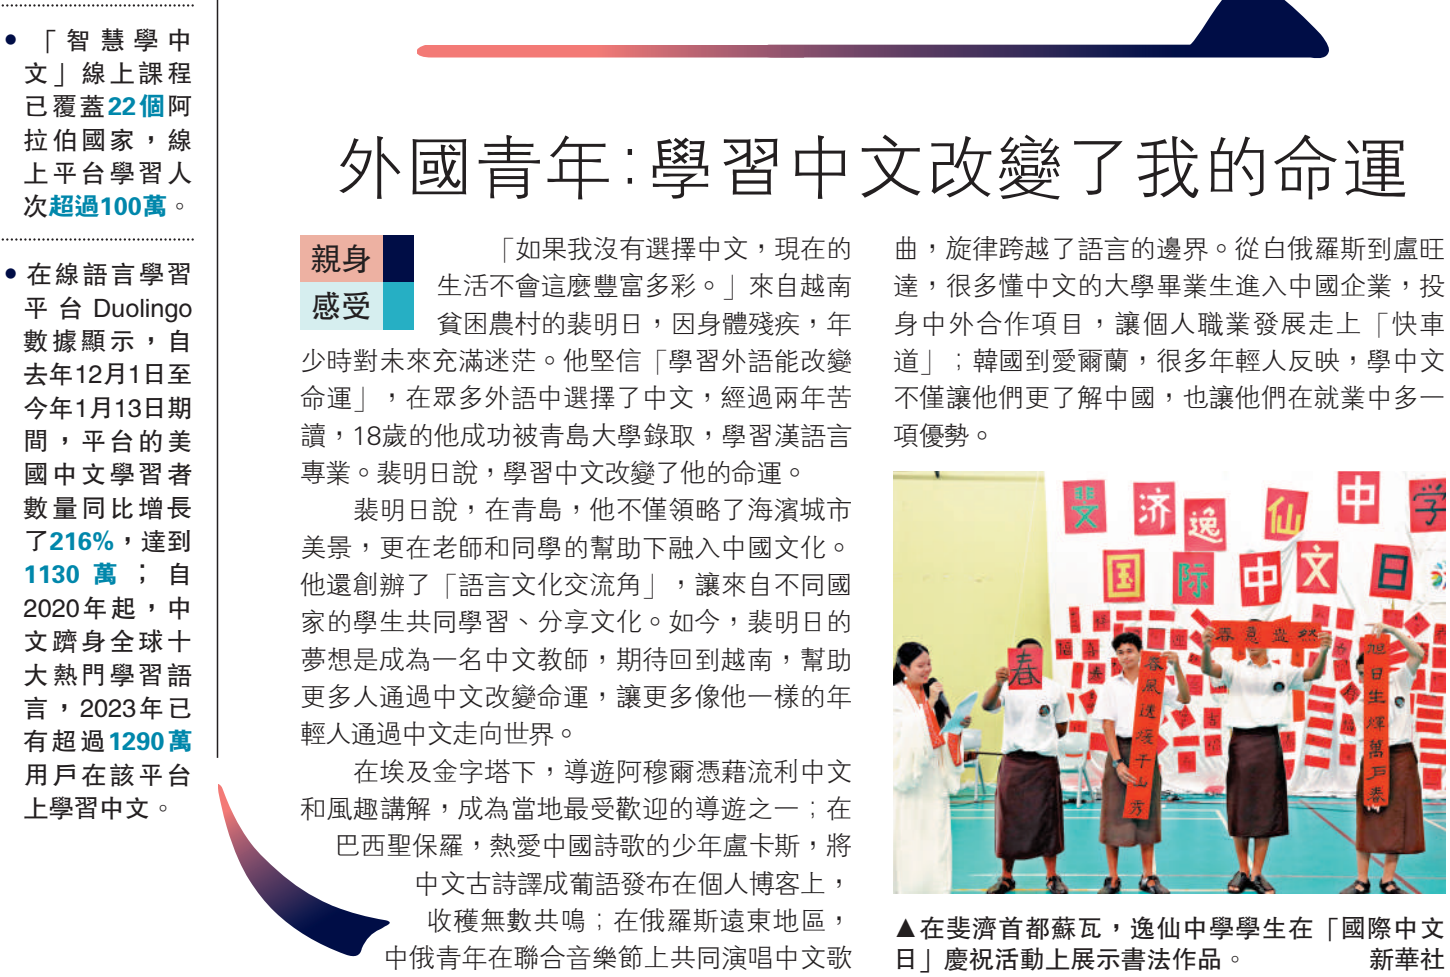 •「智慧學中
文」線上課程
已覆蓋22個阿
拉伯國家，線
上平台學習人
次超過100萬。
•在線語言學習
平台Duolingo
數據顯示，自
去年12月1日至
今年1月13日期
間，平台的美
國中文學習者
數量同比增長
了216%，達到
1130萬；自
2020年起，中
文躋身全球十
大熱門學習語
言，2023年已
有超過1290萬
用戶在該平台
上學習中文。
外國青年：學習中文改變了我的命運
親身
感受
「如果我沒有選擇中文，現在的
生活不會這麼豐富多彩。」來自越南
貧困農村的裴明日，因身體殘疾，年
少時對未來充滿迷茫。他堅信「學習外語能改變
命運」，在眾多外語中選擇了中文，經過兩年苦
讀，18歲的他成功被青島大學錄取，學習漢語言
專業。裴明日說，學習中文改變了他的命運。
裴明日說，在青島，他不僅領略了海濱城市
美景，更在老師和同學的幫助下融入中國文化。
他還創辦了「語言文化交流角」，讓來自不同國
家的學生共同學習、分享文化。如今，裴明日的
夢想是成為一名中文教師，期待回到越南，幫助
更多人通過中文改變命運，讓更多像他一樣的年
輕人通過中文走向世界。
在埃及金字塔下，導遊阿穆爾憑藉流利中文
和風趣講解，成為當地最受歡迎的導遊之一；在
巴西聖保羅，熱愛中國詩歌的少年盧卡斯，將
中文古詩譯成葡語發布在個人博客上，
收穫無數共鳴；在俄羅斯遠東地區，
中俄青年在聯合音樂節上共同演唱中文歌
曲，旋律跨越了語言的邊界。從白俄羅斯到盧旺
達，很多懂中文的大學畢業生進入中國企業，投
身中外合作項目，讓個人職業發展走上「快車
道」；韓國到愛爾蘭，很多年輕人反映，學中文
不僅讓他們更了解中國，也讓他們在就業中多一
項優勢。
斐济逸仙中学
国际中文日
春
春風送暖千山秀
春意盎然
旭日生輝萬戶春
▲在斐濟首都蘇瓦，逸仙中學學生在「國際中文
日」慶祝活動上展示書法作品。 新華社